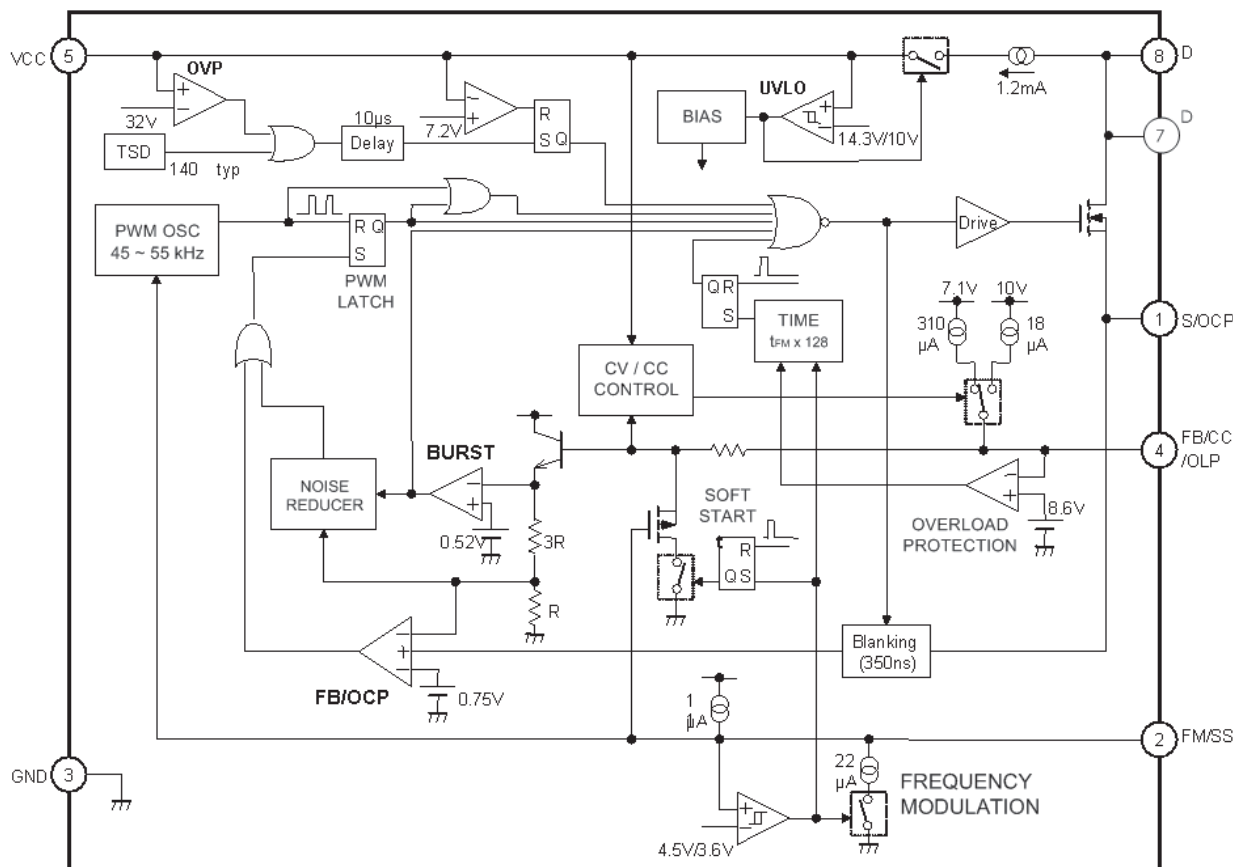 VCC
5
OVP
32V
TSD
140 typ
10μs
Delay
7.2V
R
S Q
BIAS
UVLO
14.3V/10V
1.2mA
8
D
7
D
PWM OSC
45 ~ 55 kHz
R Q
S
PWM
LATCH
Drive
Q R
S
TIME
tFM x 128
7.1V
10V
310
μA
18
μA
1
S/OCP
CV / CC
CONTROL
4
FB/CC
/OLP
BURST
0.52V
NOISE
REDUCER
3R
R
SOFT
START
R
Q S
8.6V
OVERLOAD
PROTECTION
Blanking
(350ns)
FB/OCP
0.75V
11
μA
2
FM/SS
22
μA
FREQUENCY
MODULATION
4.5V/3.6V
GND
3